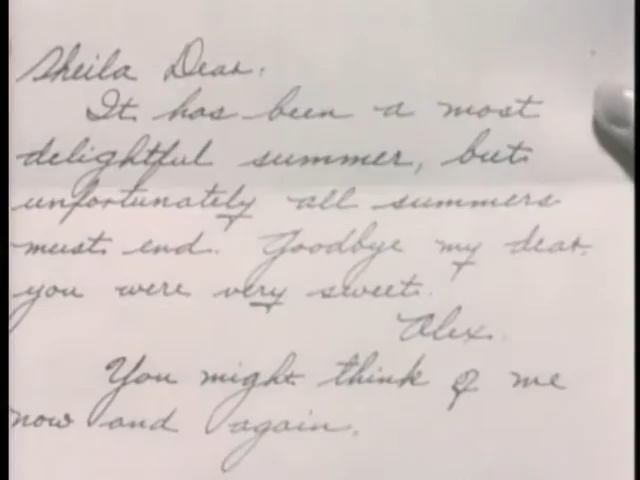 Sheila Dear.
It has been a most
delightful summer, but
unfortunately all summers
must end. Goodbye my dear.
you were very sweet.
Alex.
You might think of me
now and again.